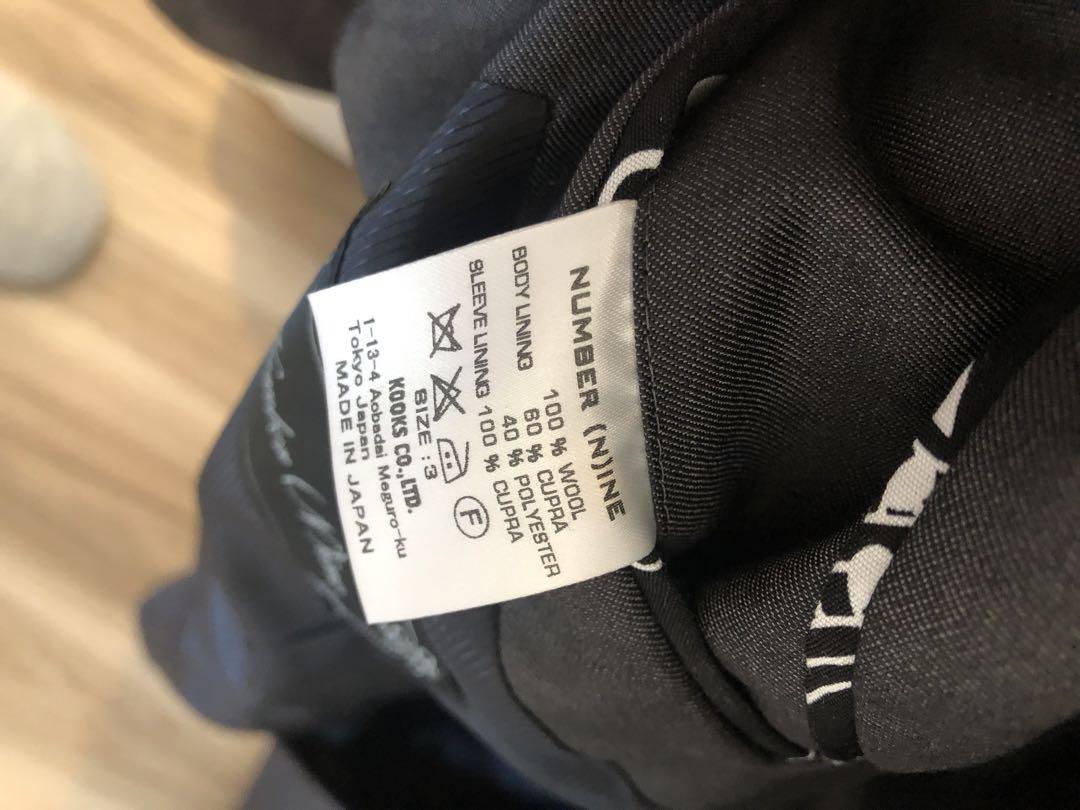 NUMBER (N)INE
100 % WOOL
BODY LINING 60 % CUPRA
40 % POLYESTER
SLEEVE LINING 100 % CUPRA
F
SIZE : 3
KOOKS CO.,LTD.
1-13-4 Aobadai Meguro-ku
Tokyo Japan
MADE IN JAPAN